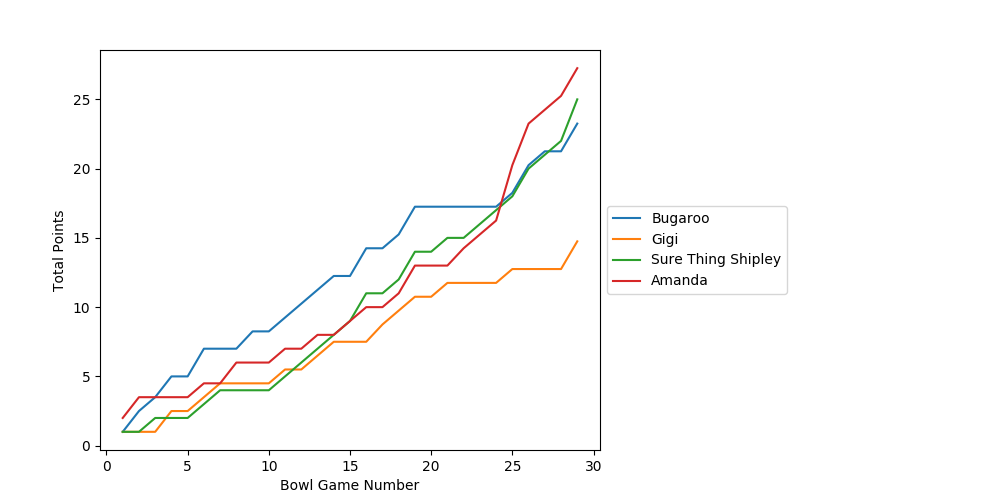 25
20
15
10
5
0
Total Points
0 5 10 15 20 25 30
Bowl Game Number
Bugaroo
Gigi
Sure Thing Shipley
Amanda